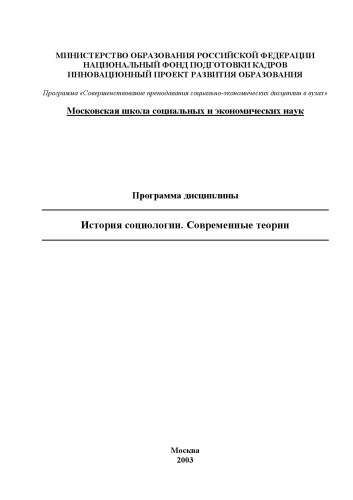 МИНИСТЕРСТВО ОБРАЗОВАНИЯ РОССИЙСКОЙ ФЕДЕРАЦИИ
НАЦИОНАЛЬНЫЙ ФОНД ПОДГОТОВКИ КАДРОВ
ИННОВАЦИОННЫЙ ПРОЕКТ РАЗВИТИЯ ОБРАЗОВАНИЯ
Программа «Совершенствование преподавания социально-экономических дисциплин в вузах»
Московская школа социальных и экономических наук
Программа дисциплины
История социологии. Современные теории
Москва
2003